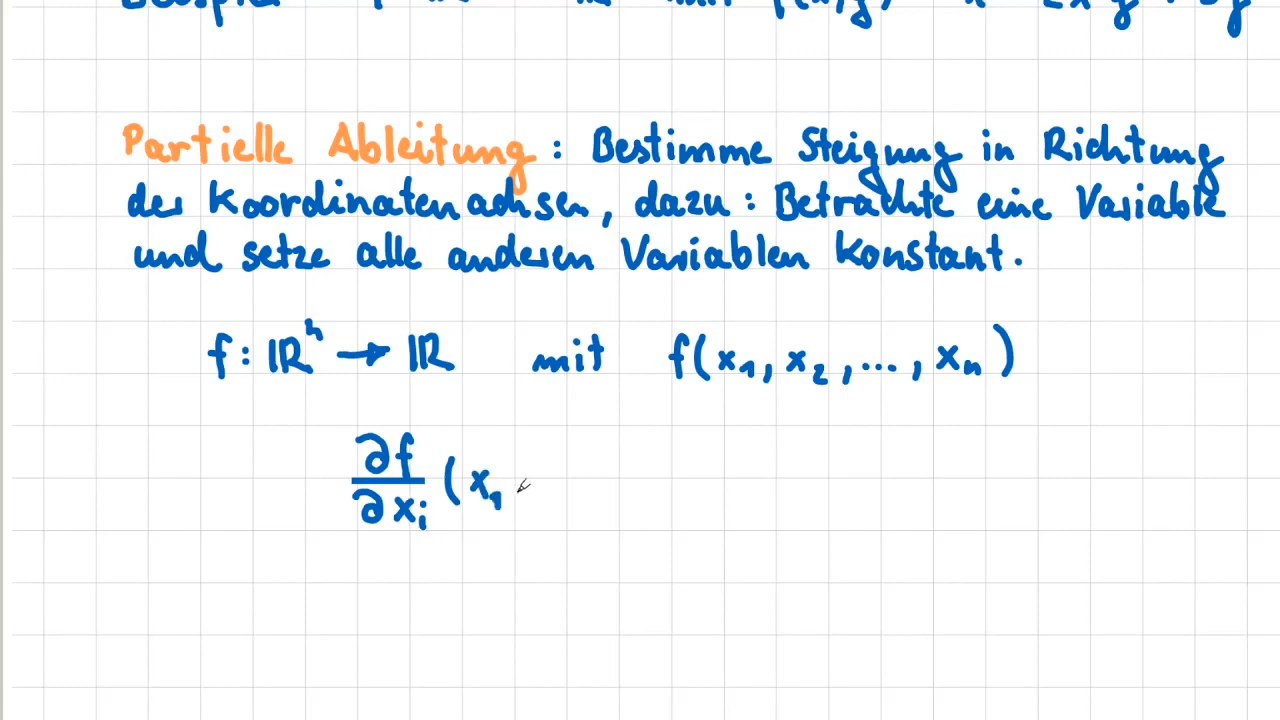 mit
Partielle Ableitung : Bestimme Steigung in Richtung
der Koordinatenachsen, dazu : Betrachte eine Variable
und setze alle anderen Variablen konstant.
f : ℝⁿ → ℝ mit f(x₁, x₂, ..., xₙ)
∂f/∂xᵢ (x₁